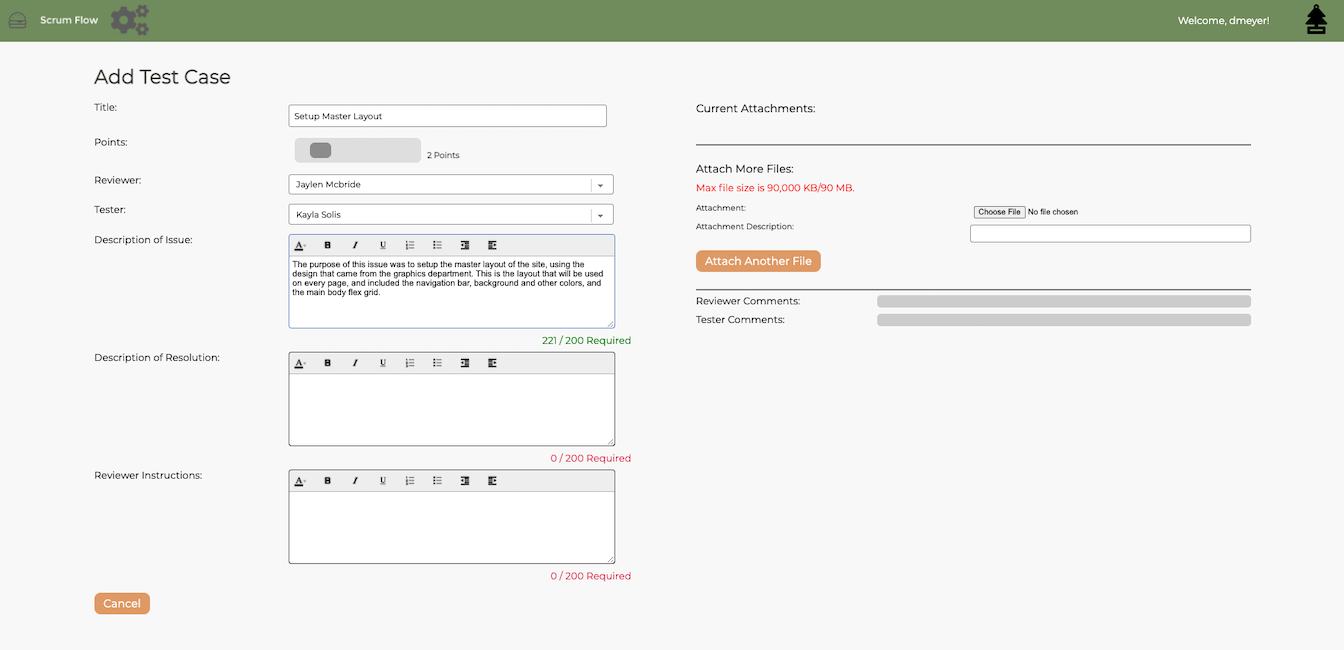 Scrum Flow
Welcome, dmeyer!
Add Test Case
Title:
Setup Master Layout
Points:
2 Points
Reviewer:
Jaylen Mcbride
Tester:
Kayla Solis
Description of Issue:
A B I U
The purpose of this issue was to setup the master layout of the site, using the
design that came from the graphics department. This is the layout that will be used
on every page, and included the navigation bar, background and other colors, and
the main body flex grid.
221 / 200 Required
Description of Resolution:
A B I U
0 / 200 Required
Reviewer Instructions:
A B I U
0 / 200 Required
Cancel
Current Attachments:
Attach More Files:
Max file size is 90,000 KB/90 MB.
Attachment:
Choose File No file chosen
Attachment Description:
Attach Another File
Reviewer Comments:
Tester Comments: